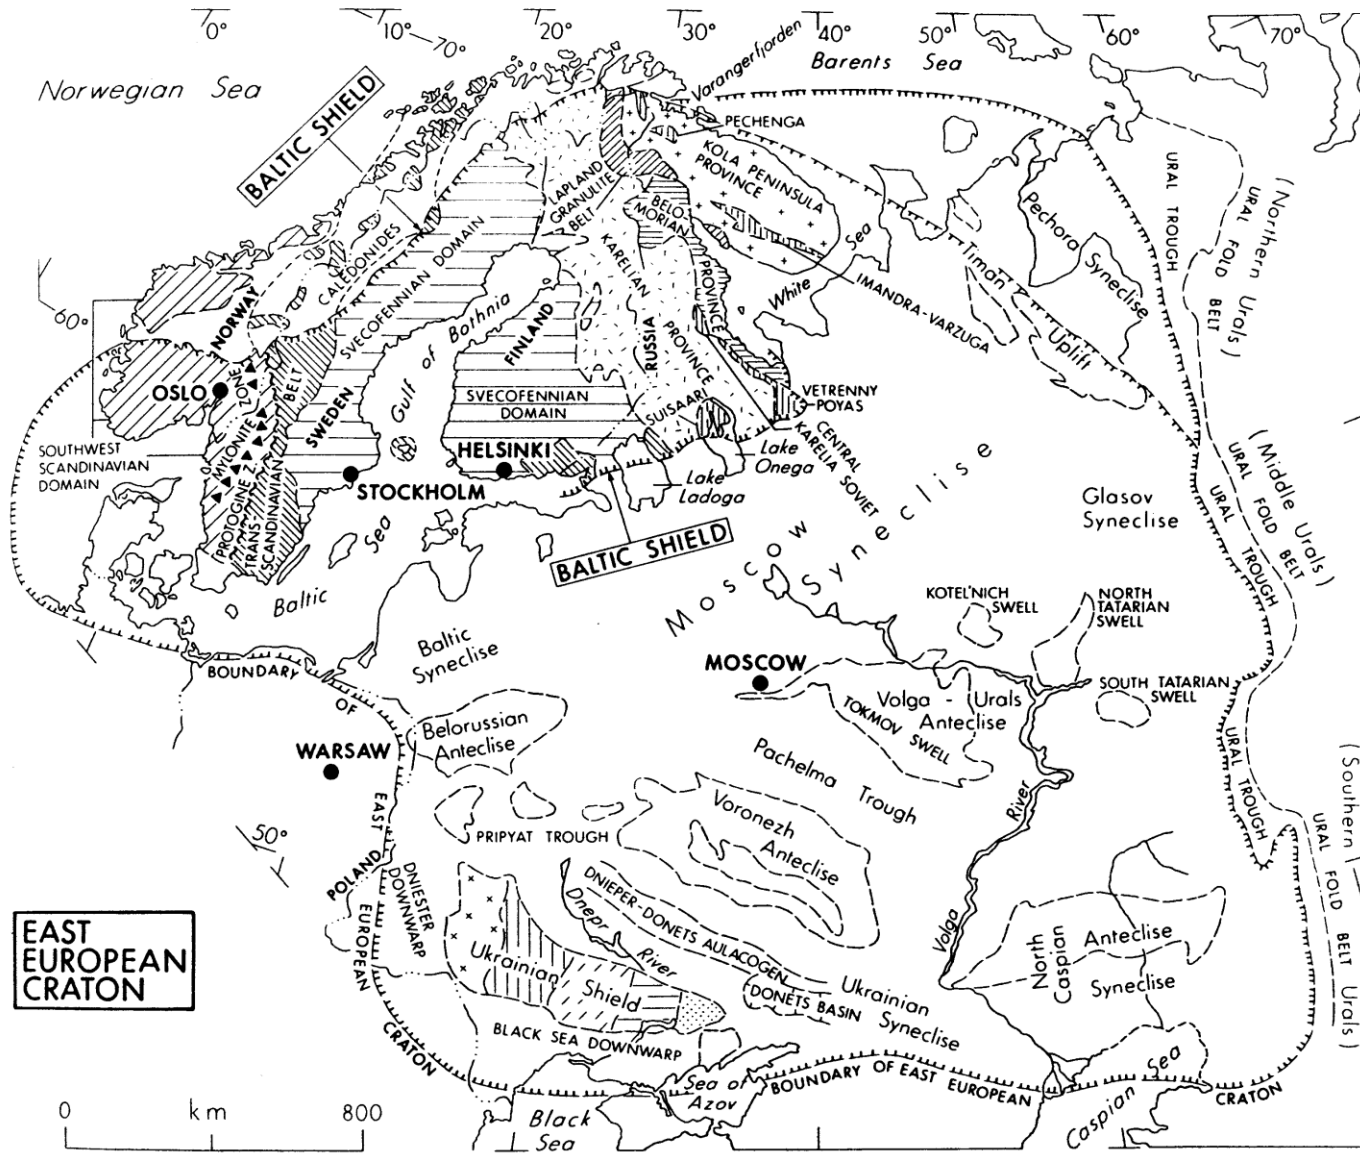 0°
10°
70°
20°
30°
40°
50°
60°
70°
Norwegian Sea
Varangerfjorden
Barents Sea
BALTIC SHIELD
PECHENGA
KOLA PENINSULA
PROVINCE
LAPLAND
GRANULITE
BELT
BELO-
MORIAN
PROVINCE
White Sea
IMANDRA-VARZUGA
Timan
Uplift
Pechora
Syneclise
URAL TROUGH
URAL FOLD BELT
(Northern Urals)
60°
NORWAY
CALEDONIDES
SVECOFENNIAN DOMAIN
Gulf of Bothnia
FINLAND
KARELIAN
PROVINCE
RUSSIA
OSLO
SOUTHWEST
SCANDINAVIAN
DOMAIN
MYLONITE ZONE
PROTOGINE Z.
TRANS-
SCANDINAVIAN
BELT
SWEDEN
SVECOFENNIAN
DOMAIN
SUISAARI
VETRENNY
POYAS
CENTRAL
KARELIA SOVIET
HELSINKI
STOCKHOLM
Lake
Onega
Lake
Ladoga
BALTIC SHIELD
Baltic Sea
Moscow
Syneclise
Glasov
Syneclise
URAL TROUGH
URAL FOLD BELT
(Middle Urals)
KOTEL'NICH
SWELL
NORTH
TATARIAN
SWELL
Baltic
Syneclise
BOUNDARY OF EAST EUROPEAN CRATON
MOSCOW
Volga - Urals
Anteclise
TOKMOV SWELL
SOUTH TATARIAN
SWELL
Belorussian
Anteclise
WARSAW
Pachelma Trough
Volga River
URAL TROUGH
URAL FOLD BELT
(Southern Urals)
Voronezh
Anteclise
PRIPYAT TROUGH
50°
POLAND
DNIESTER
DOWNWARP
DNIEPER-DONETS AULACOGEN
Dnepr River
Ukrainian
Shield
DONETS BASIN
Ukrainian
Syneclise
North
Caspian
Anteclise
Syneclise
EAST
EUROPEAN
CRATON
BLACK SEA DOWNWARP
Sea of
Azov
BOUNDARY OF EAST EUROPEAN CRATON
Black
Sea
Caspian Sea
0 km 800